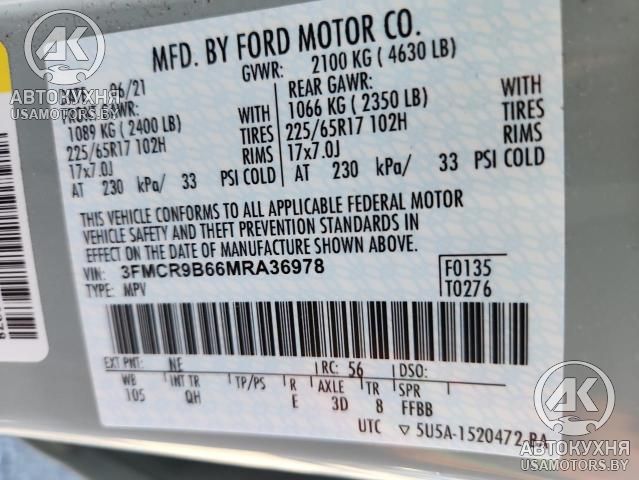 MFD. BY FORD MOTOR CO.
06/21 GVWR: 2100 KG ( 4630 LB)
GAWR: REAR GAWR:
1089 KG ( 2400 LB) WITH 1066 KG ( 2350 LB) WITH
225/65R17 102H TIRES 225/65R17 102H TIRES
17x7.0J RIMS 17x7.0J RIMS
AT 230 kPa/ 33 PSI COLD AT 230 kPa/ 33 PSI COLD
THIS VEHICLE CONFORMS TO ALL APPLICABLE FEDERAL MOTOR
VEHICLE SAFETY AND THEFT PREVENTION STANDARDS IN
EFFECT ON THE DATE OF MANUFACTURE SHOWN ABOVE.
VIN: 3FMCR9B66MRA36978 F0135
TYPE: MPV T0276
EXT PNT: NE RC: 56 DSO:
WB INT TR TP/PS R AXLE TR SPR
105 QH E 3D 8 FFBB
UTC ▽5U5A-1520472-BA
АВТОКУХНЯ
USAMOTORS.BY
АВТОКУХНЯ
USAMOTORS.BY